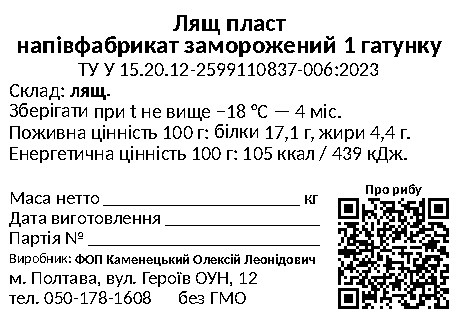 Лящ пласт
напівфабрикат заморожений 1 гатунку
ТУ У 15.20.12-2599110837-006:2023
Склад: лящ.
Зберігати при t не вище −18 °С — 4 міс.
Поживна цінність 100 г: білки 17,1 г, жири 4,4 г.
Енергетична цінність 100 г: 105 ккал / 439 кДж.
Маса нетто ______________________ кг
Дата виготовлення _________________
Партія № __________________________
Про рибу
Виробник: ФОП Каменецький Олексій Леонідович
м. Полтава, вул. Героїв ОУН, 12
тел. 050-178-1608 без ГМО